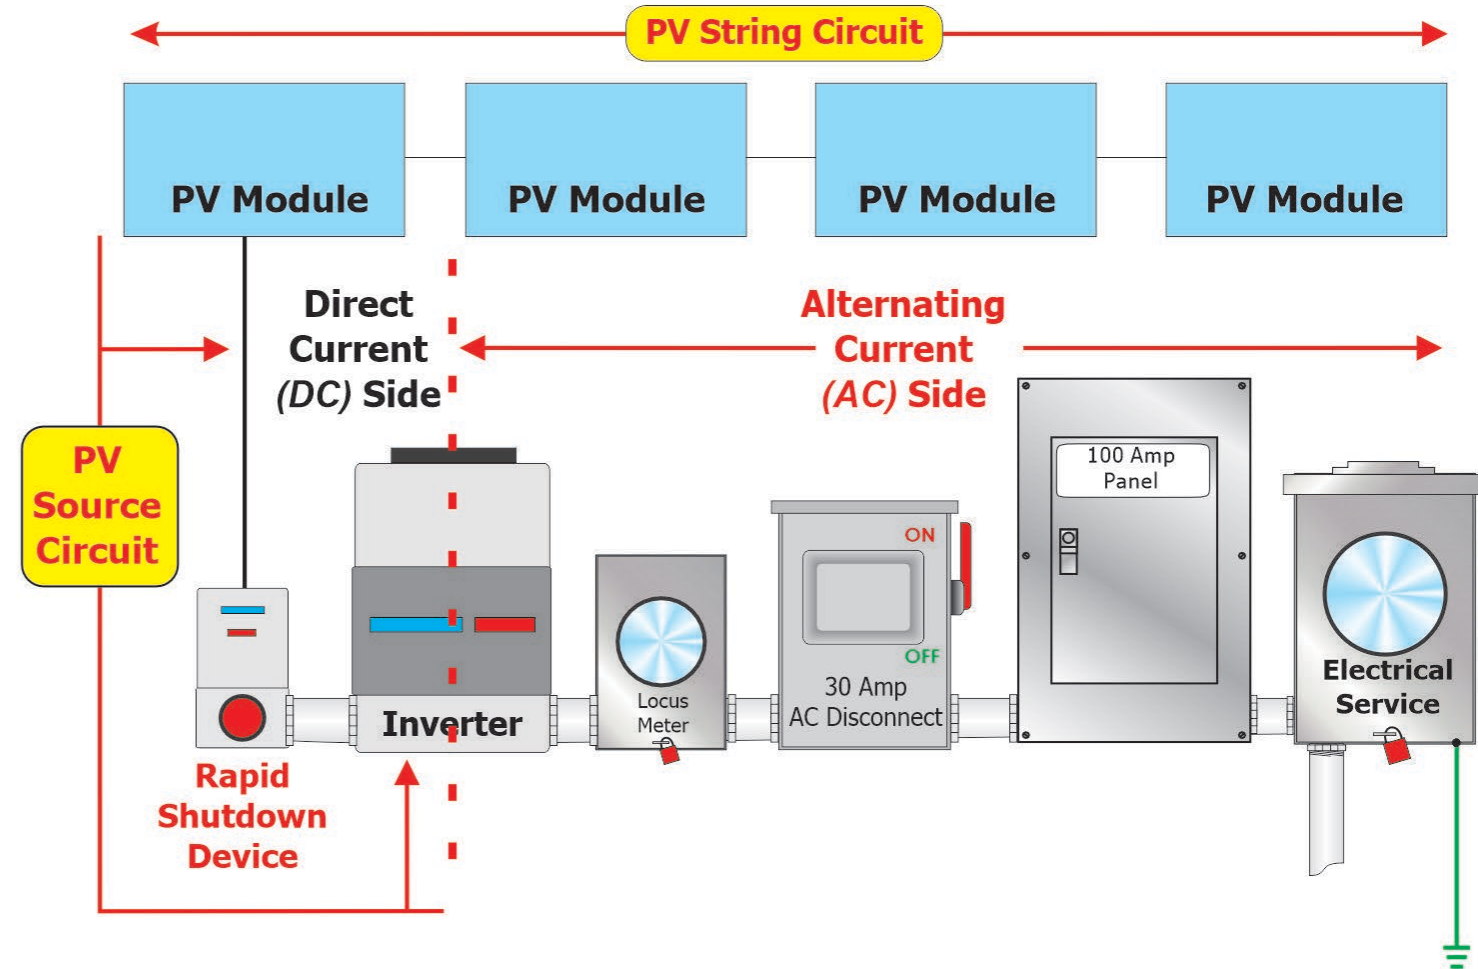 PV String Circuit
PV Module
PV Module
PV Module
PV Module
Direct
Current
(DC) Side
Alternating
Current
(AC) Side
PV
Source
Circuit
100 Amp
Panel
ON
OFF
30 Amp
AC Disconnect
Electrical
Service
Locus
Meter
Inverter
Rapid
Shutdown
Device